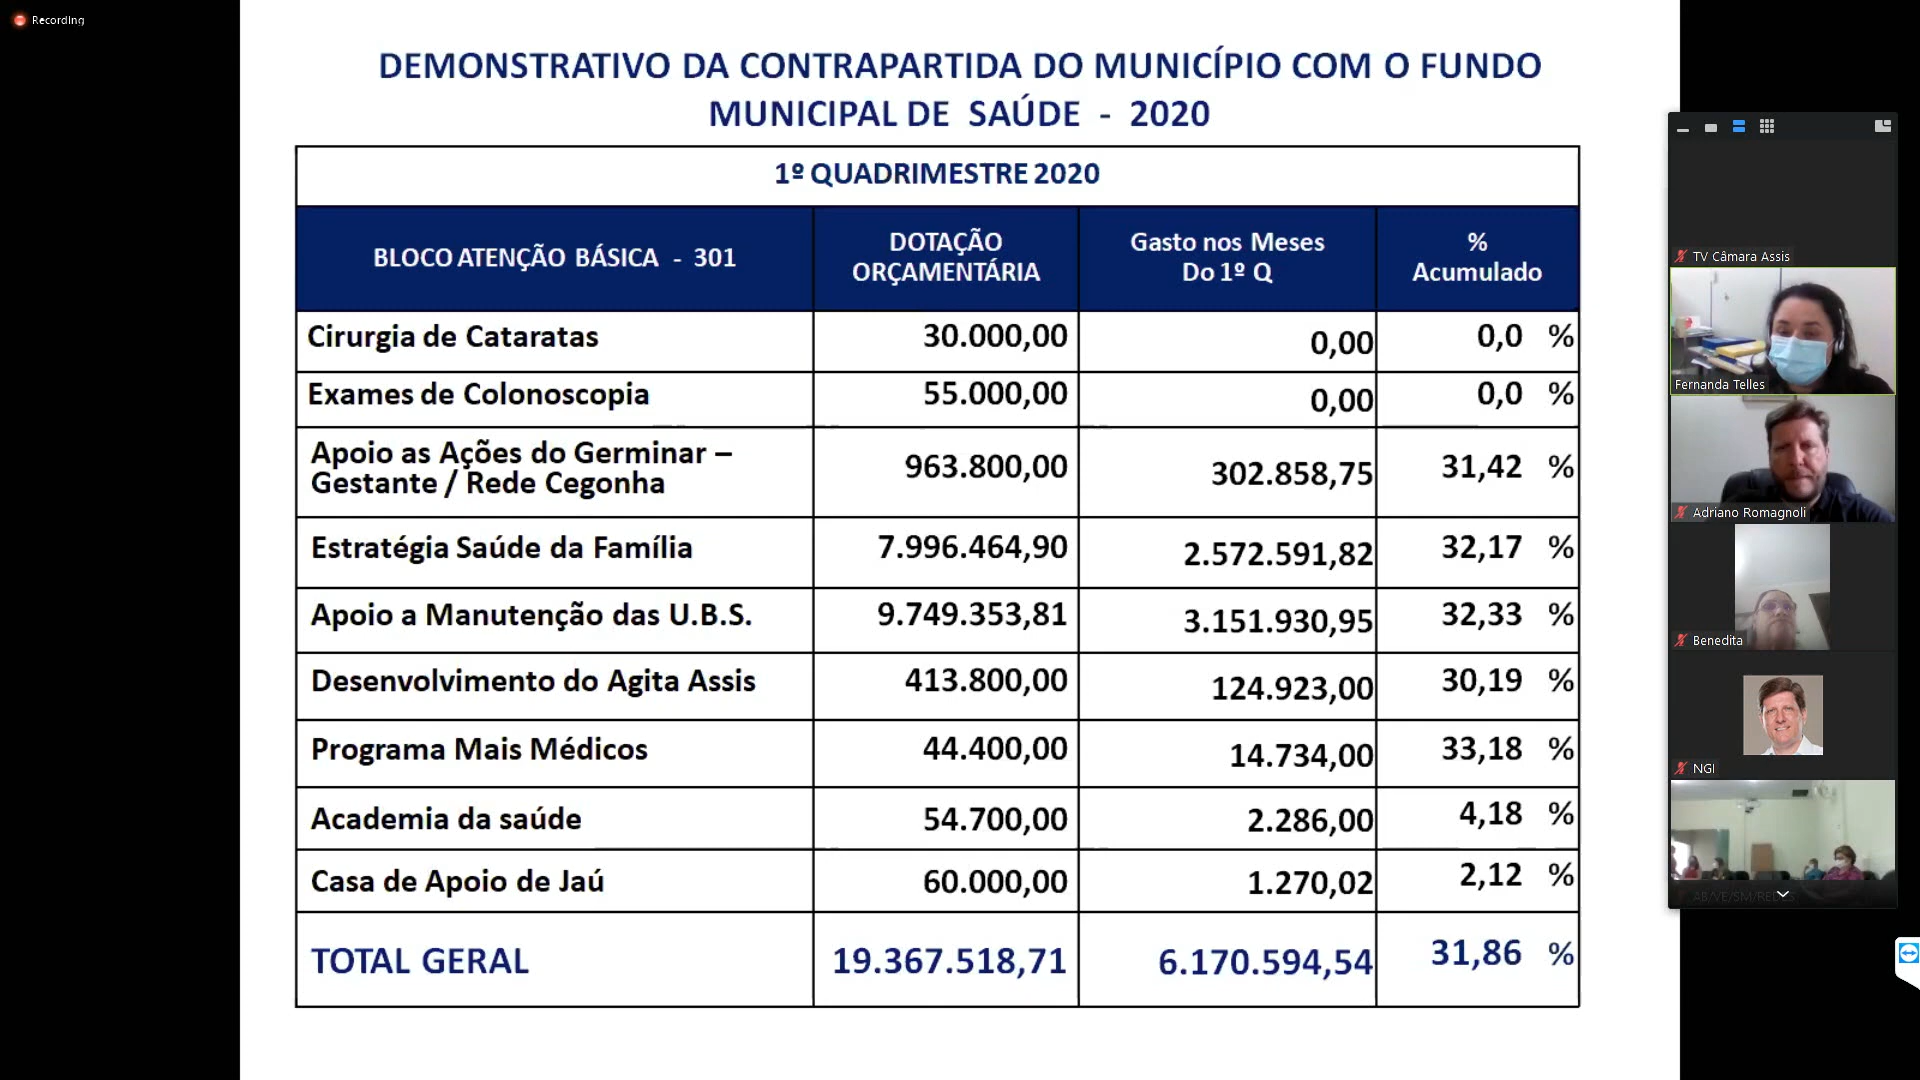 Recording
DEMONSTRATIVO DA CONTRAPARTIDA DO MUNICÍPIO COM O FUNDO
MUNICIPAL DE SAÚDE - 2020
1º QUADRIMESTRE 2020
BLOCO ATENÇÃO BÁSICA - 301
DOTAÇÃO
ORÇAMENTÁRIA
Gasto nos Meses
Do 1º Q
%
Acumulado
Cirurgia de Cataratas 30.000,00 0,00 0,0 %
Exames de Colonoscopia 55.000,00 0,00 0,0 %
Apoio as Ações do Germinar –
Gestante / Rede Cegonha 963.800,00 302.858,75 31,42 %
Estratégia Saúde da Família 7.996.464,90 2.572.591,82 32,17 %
Apoio a Manutenção das U.B.S. 9.749.353,81 3.151.930,95 32,33 %
Desenvolvimento do Agita Assis 413.800,00 124.923,00 30,19 %
Programa Mais Médicos 44.400,00 14.734,00 33,18 %
Academia da saúde 54.700,00 2.286,00 4,18 %
Casa de Apoio de Jaú 60.000,00 1.270,02 2,12 %
TOTAL GERAL 19.367.518,71 6.170.594,54 31,86 %
TV Câmara Assis
Fernanda Telles
Adriano Romagnoli
Benedita
NGI
AB/VE/SM/REDES